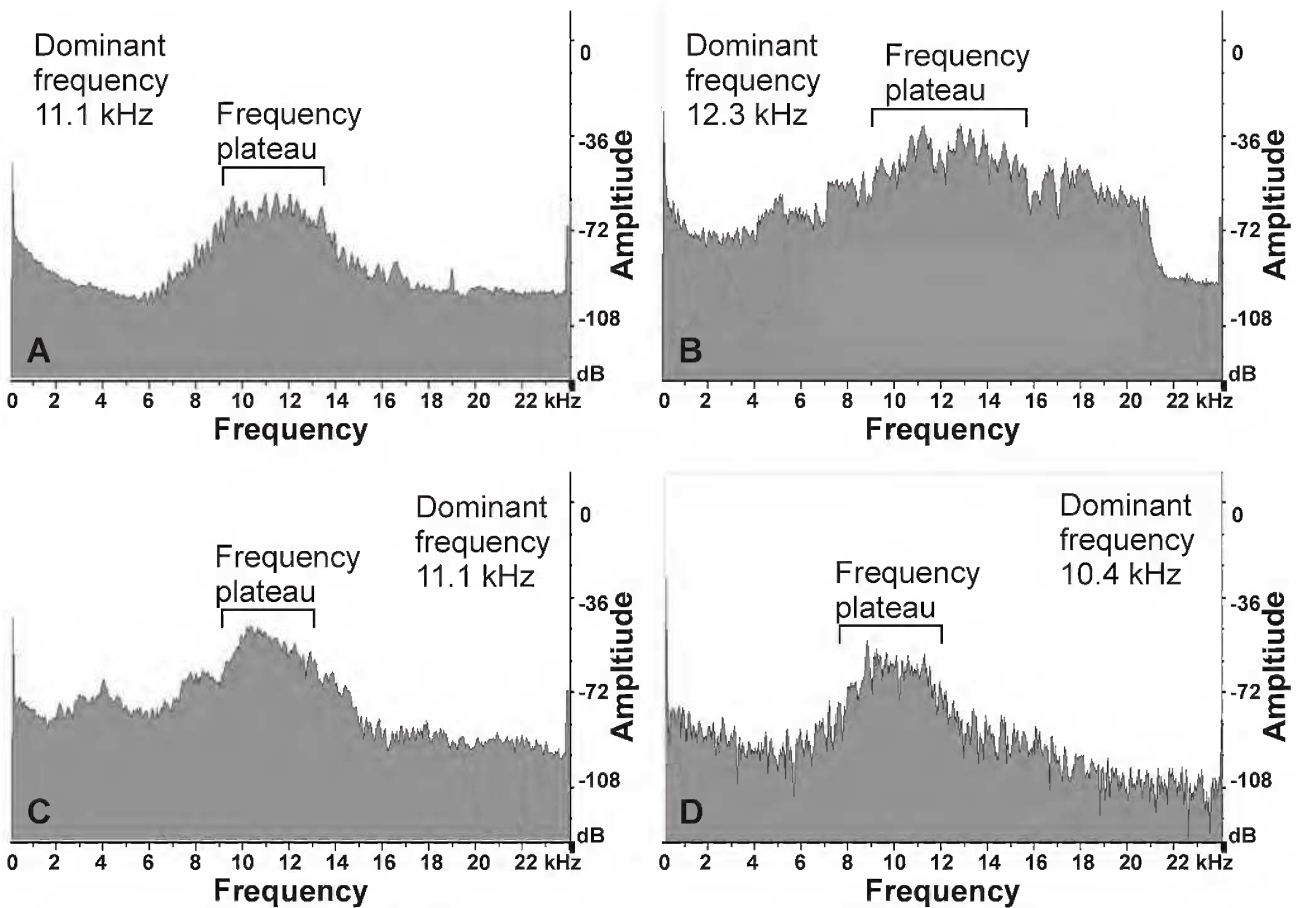 Dominant
frequency
11.1 kHz
Frequency
plateau
0
-36
-72
-108
dB
Ampltiude
A
0 2 4 6 8 10 12 14 16 18 20 22 kHz
Frequency
Dominant
frequency
12.3 kHz
Frequency
plateau
0
-36
-72
-108
dB
Ampltiude
B
0 2 4 6 8 10 12 14 16 18 20 22 kHz
Frequency
Dominant
frequency
11.1 kHz
Frequency
plateau
0
-36
-72
-108
dB
Ampltiude
C
0 2 4 6 8 10 12 14 16 18 20 22 kHz
Frequency
Dominant
frequency
10.4 kHz
Frequency
plateau
0
-36
-72
-108
dB
Ampltiude
D
0 2 4 6 8 10 12 14 16 18 20 22 kHz
Frequency